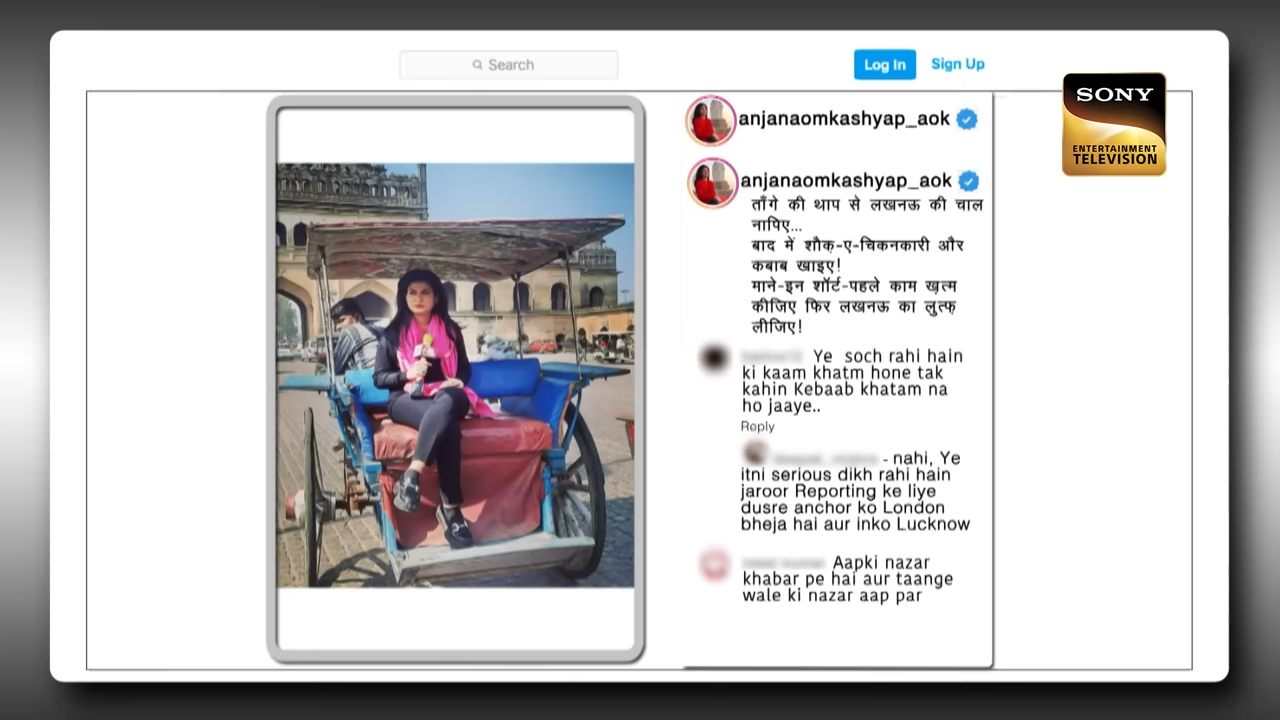 Search
Log In
Sign Up
SONY
ENTERTAINMENT
TELEVISION
anjanaomkashyap_aok
anjanaomkashyap_aok
ताँगे की थाप से लखनऊ की चाल
नापिए...
बाद में शौक़-ए-चिकनकारी और
कबाब खाइए!
माने-इन शॉर्ट-पहले काम ख़त्म
कीजिए फिर लखनऊ का लुत्फ़
लीजिए!
Ye soch rahi hain
ki kaam khatm hone tak
kahin Kebaab khatam na
ho jaaye..
Reply
- nahi, Ye
itni serious dikh rahi hain
jaroor Reporting ke liye
dusre anchor ko London
bheja hai aur inko Lucknow
Aapki nazar
khabar pe hai aur taange
wale ki nazar aap par